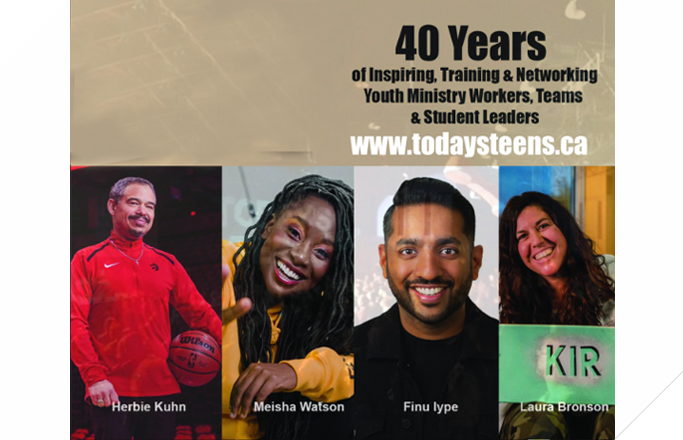 40 Years
of Inspiring, Training & Networking
Youth Ministry Workers, Teams
& Student Leaders
www.todaysteens.ca
Wilson
KIR
Herbie Kuhn
Meisha Watson
Finu Iype
Laura Bronson